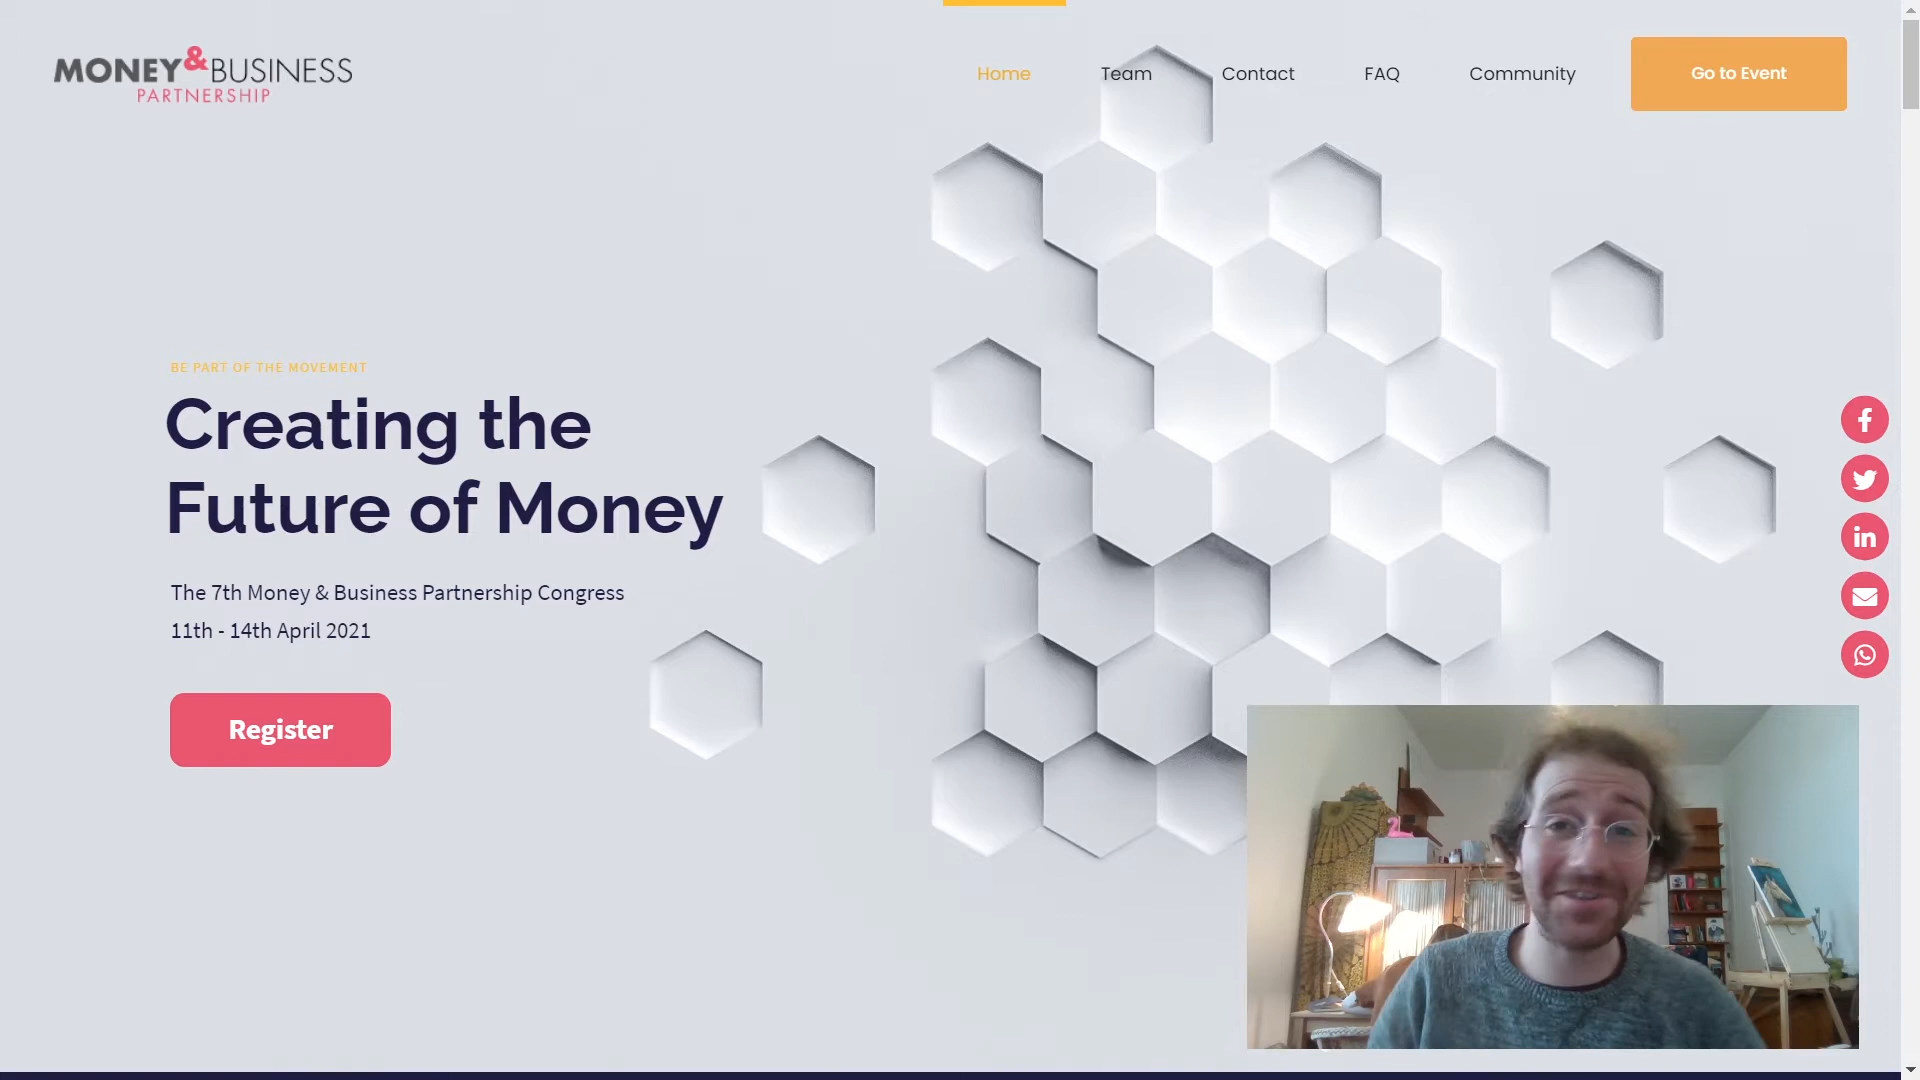 MONEY&BUSINESS
PARTNERSHIP
Home
Team
Contact
FAQ
Community
Go to Event
BE PART OF THE MOVEMENT
Creating the
Future of Money
The 7th Money & Business Partnership Congress
11th - 14th April 2021
Register